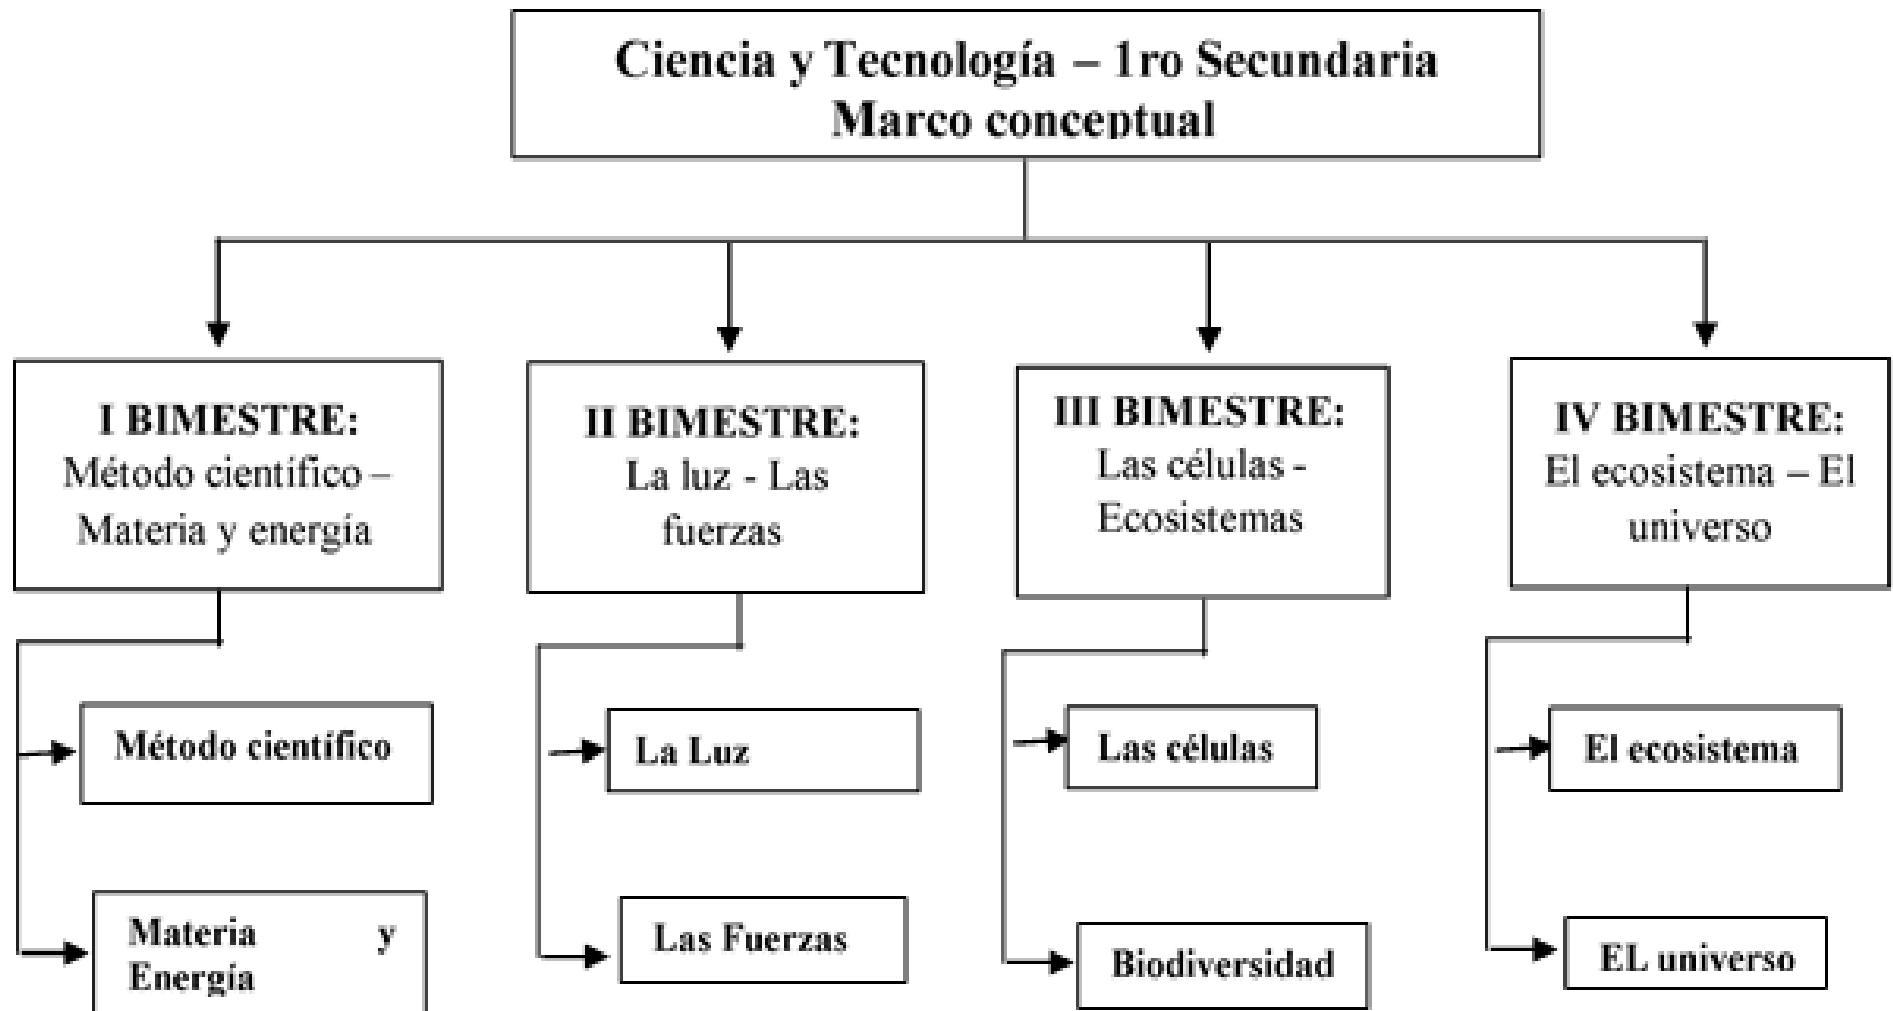 Ciencia y Tecnología – 1ro Secundaria
Marco conceptual
I BIMESTRE:
Método científico –
Materia y energía
II BIMESTRE:
La luz - Las
fuerzas
III BIMESTRE:
Las células -
Ecosistemas
IV BIMESTRE:
El ecosistema – El
universo
Método científico
La Luz
Las células
El ecosistema
Materia y
Energía
Las Fuerzas
Biodiversidad
EL universo